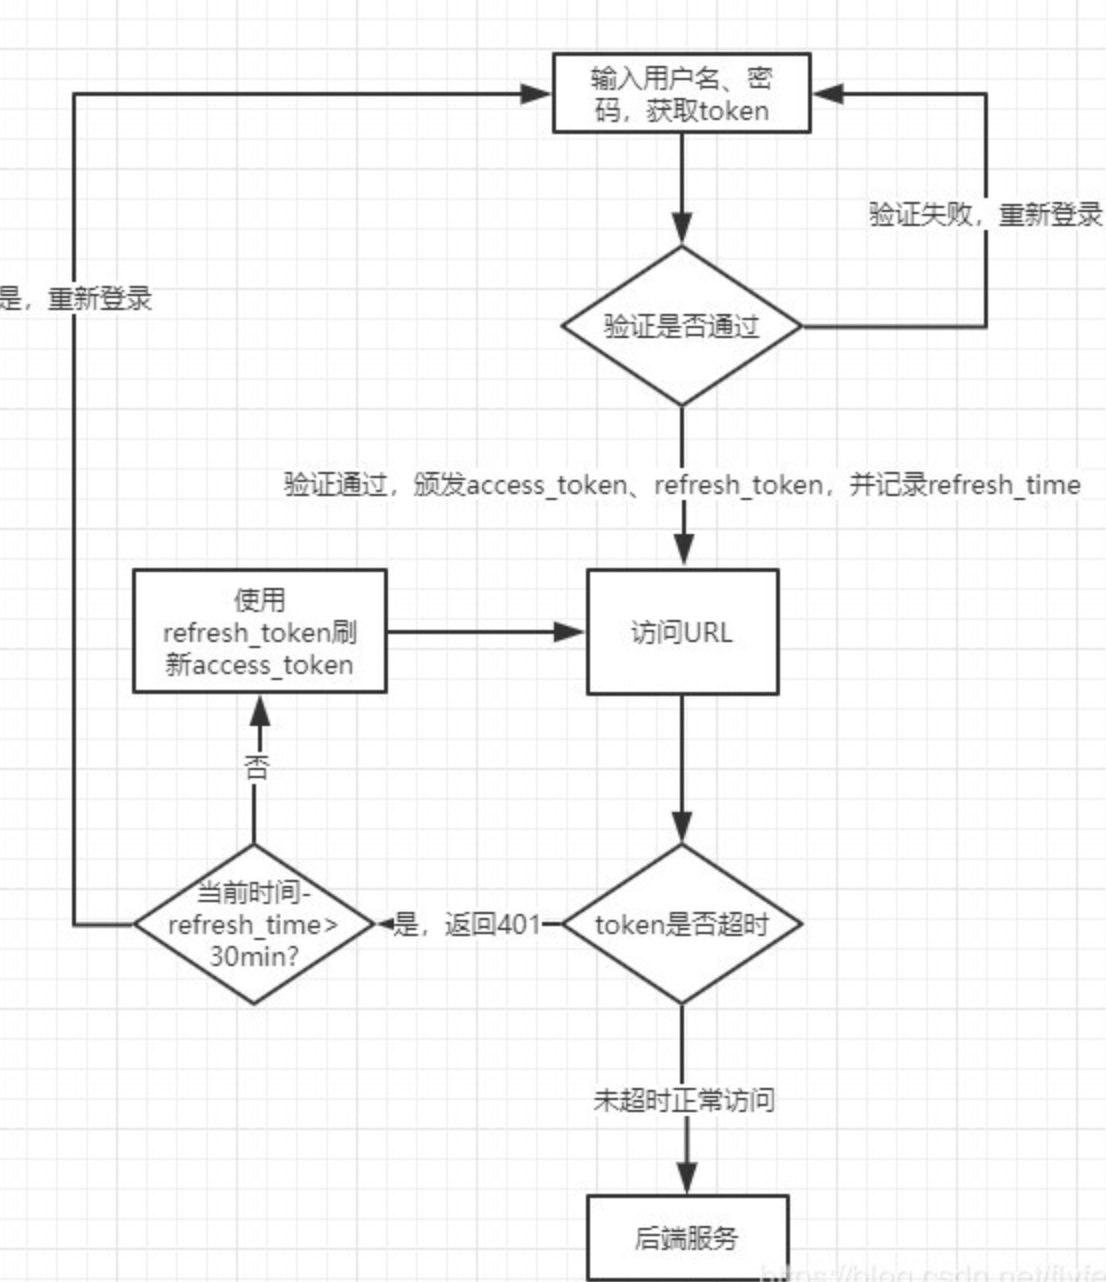 输入用户名、密
码，获取token
验证失败，重新登录
是，重新登录
验证是否通过
验证通过，颁发access_token、refresh_token，并记录refresh_time
使用
refresh_token刷
新access_token
访问URL
否
当前时间-
refresh_time>
30min?
是，返回401
token是否超时
未超时正常访问
后端服务